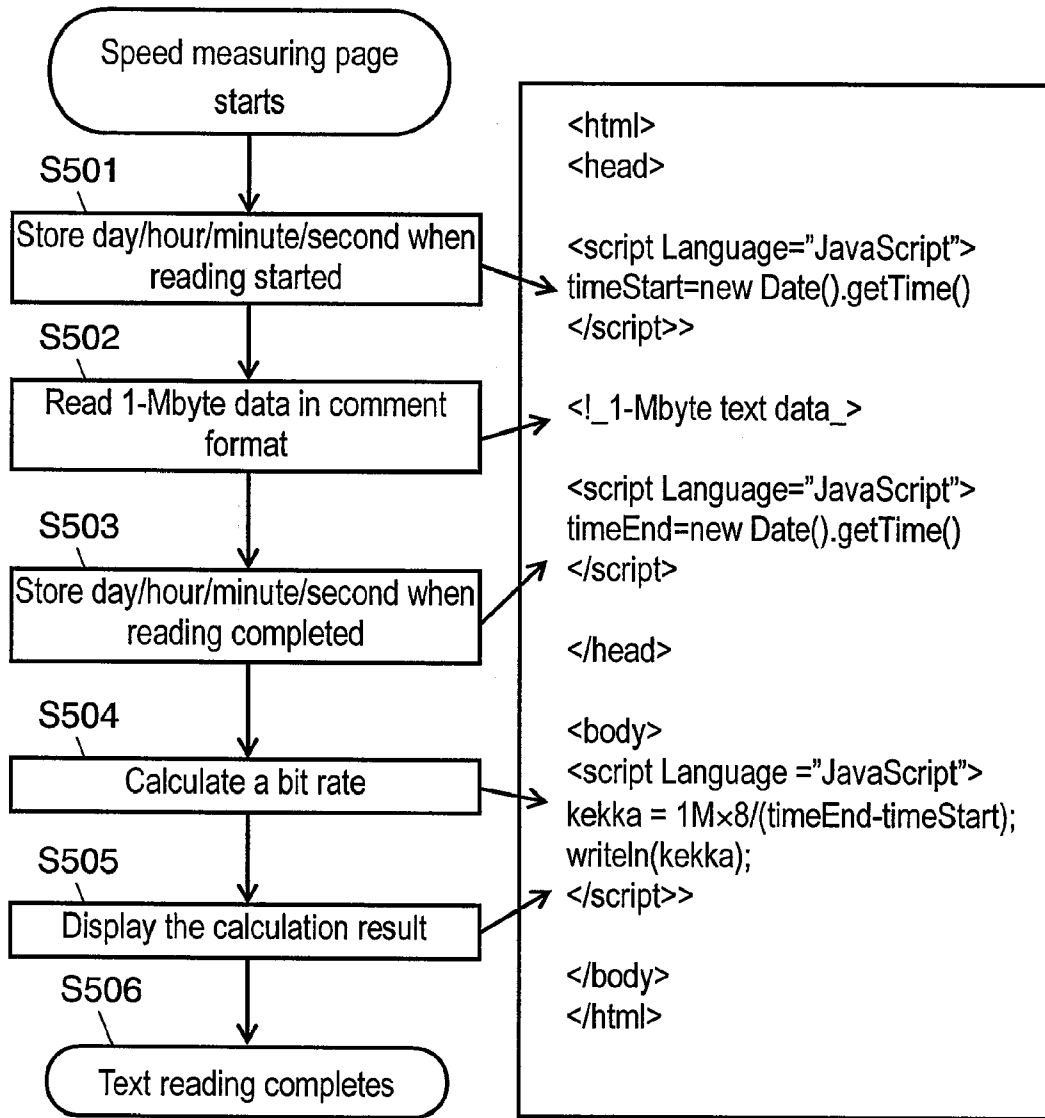 Speed measuring page
starts
S501
Store day/hour/minute/second when
reading started
S502
Read 1-Mbyte data in comment
format
S503
Store day/hour/minute/second when
reading completed
S504
Calculate a bit rate
S505
Display the calculation result
S506
Text reading completes
<html>
<head>
<script Language=”JavaScript”>
timeStart=new Date().getTime()
</script>>
<!_1-Mbyte text data_>
<script Language=”JavaScript”>
timeEnd=new Date().getTime()
</script>
</head>
<body>
<script Language =”JavaScript”>
kekka = 1M×8/(timeEnd-timeStart);
writeln(kekka);
</script>>
</body>
</html>